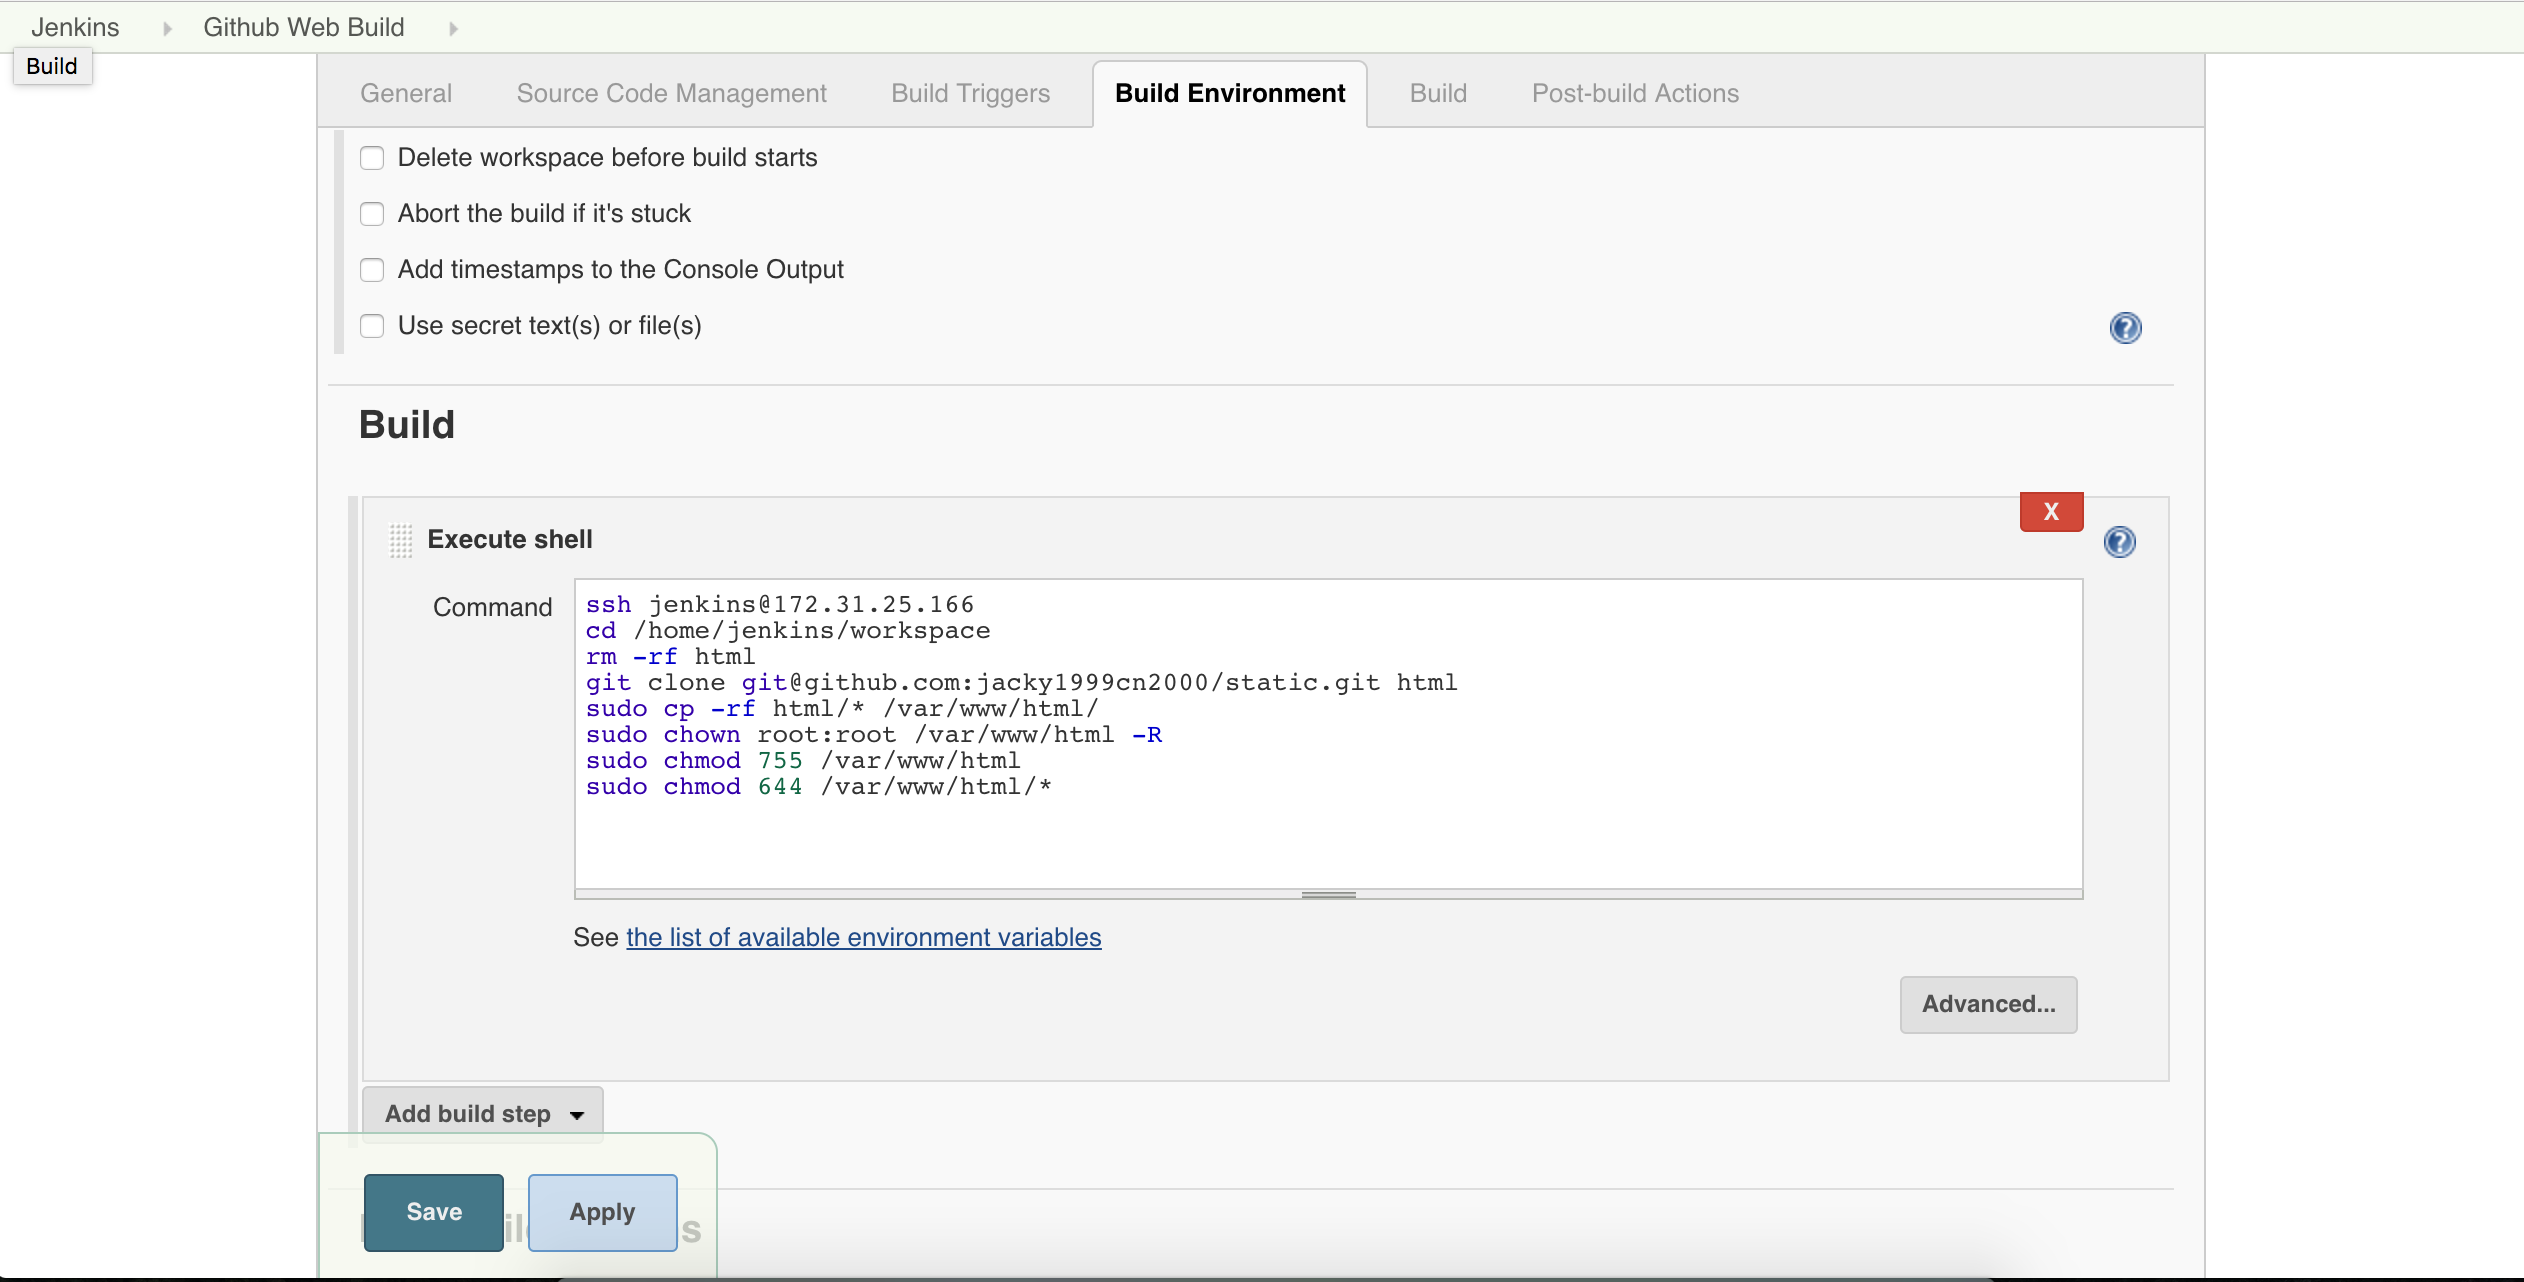 Jenkins Github Web Build
Build
General Source Code Management Build Triggers Build Environment Build Post-build Actions
Delete workspace before build starts
Abort the build if it's stuck
Add timestamps to the Console Output
Use secret text(s) or file(s)
?
Build
X
Execute shell
?
Command
ssh jenkins@172.31.25.166
cd /home/jenkins/workspace
rm -rf html
git clone git@github.com:jacky1999cn2000/static.git html
sudo cp -rf html/* /var/www/html/
sudo chown root:root /var/www/html -R
sudo chmod 755 /var/www/html
sudo chmod 644 /var/www/html/*
See the list of available environment variables
Advanced...
Add build step
Save Apply